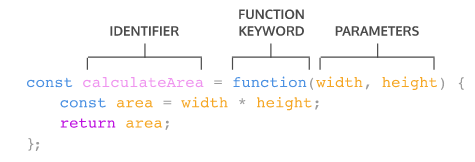 FUNCTION
IDENTIFIER KEYWORD PARAMETERS
const calculateArea = function(width, height) {
    const area = width * height;
    return area;
};